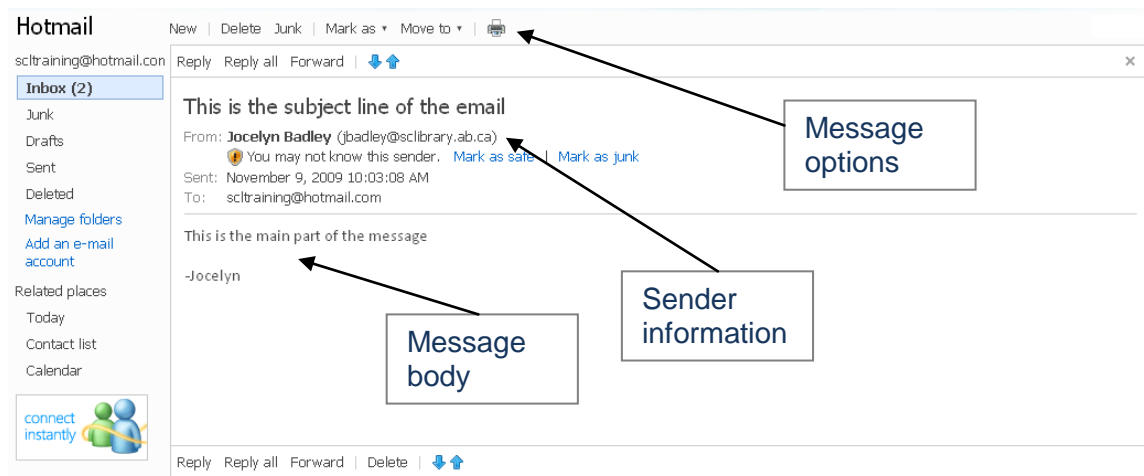 Hotmail
New | Delete Junk | Mark as Move to |
scltraining@hotmail.con
Reply Reply all Forward |
Inbox (2)
Junk
Drafts
Sent
Deleted
Manage folders
Add an e-mail
account
Related places
Today
Contact list
Calendar
connect
instantly
This is the subject line of the email
From: Jocelyn Badley (jbadley@sclibrary.ab.ca)
You may not know this sender. Mark as safe | Mark as junk
Sent: November 9, 2009 10:03:08 AM
To: scltraining@hotmail.com
This is the main part of the message
-Jocelyn
Message
options
Sender
information
Message
body
Reply Reply all Forward | Delete |